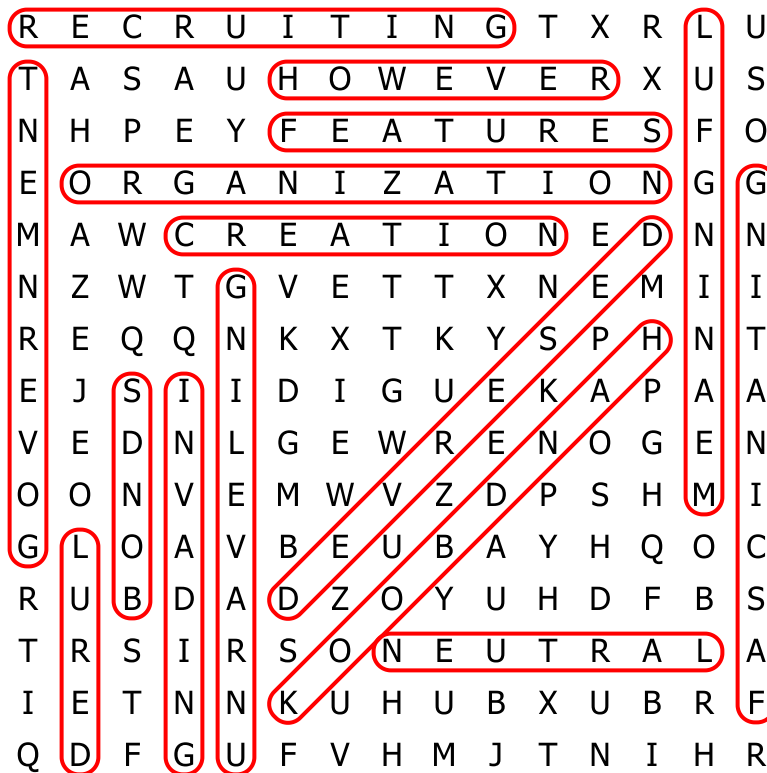 R E C R U I T I N G T X R L U
T A S A U H O W E V E R X U S
N H P E Y F E A T U R E S F O
E O R G A N I Z A T I O N G G
M A W C R E A T I O N E D N N
N Z W T G V E T T X N E M I I
R E Q Q N K X T K Y S P H N T
E J S I I D I G U E K A P A A
V E D N L G E W R E N O G E N
O O N V E M W V Z D P S H M I
G L O A V B E U B A Y H Q O C
R U B D A D Z O Y U H D F B S
T R S I R S O N E U T R A L A
I E T N N K U H U B X U B R F
Q D F G U F V H M J T N I H R